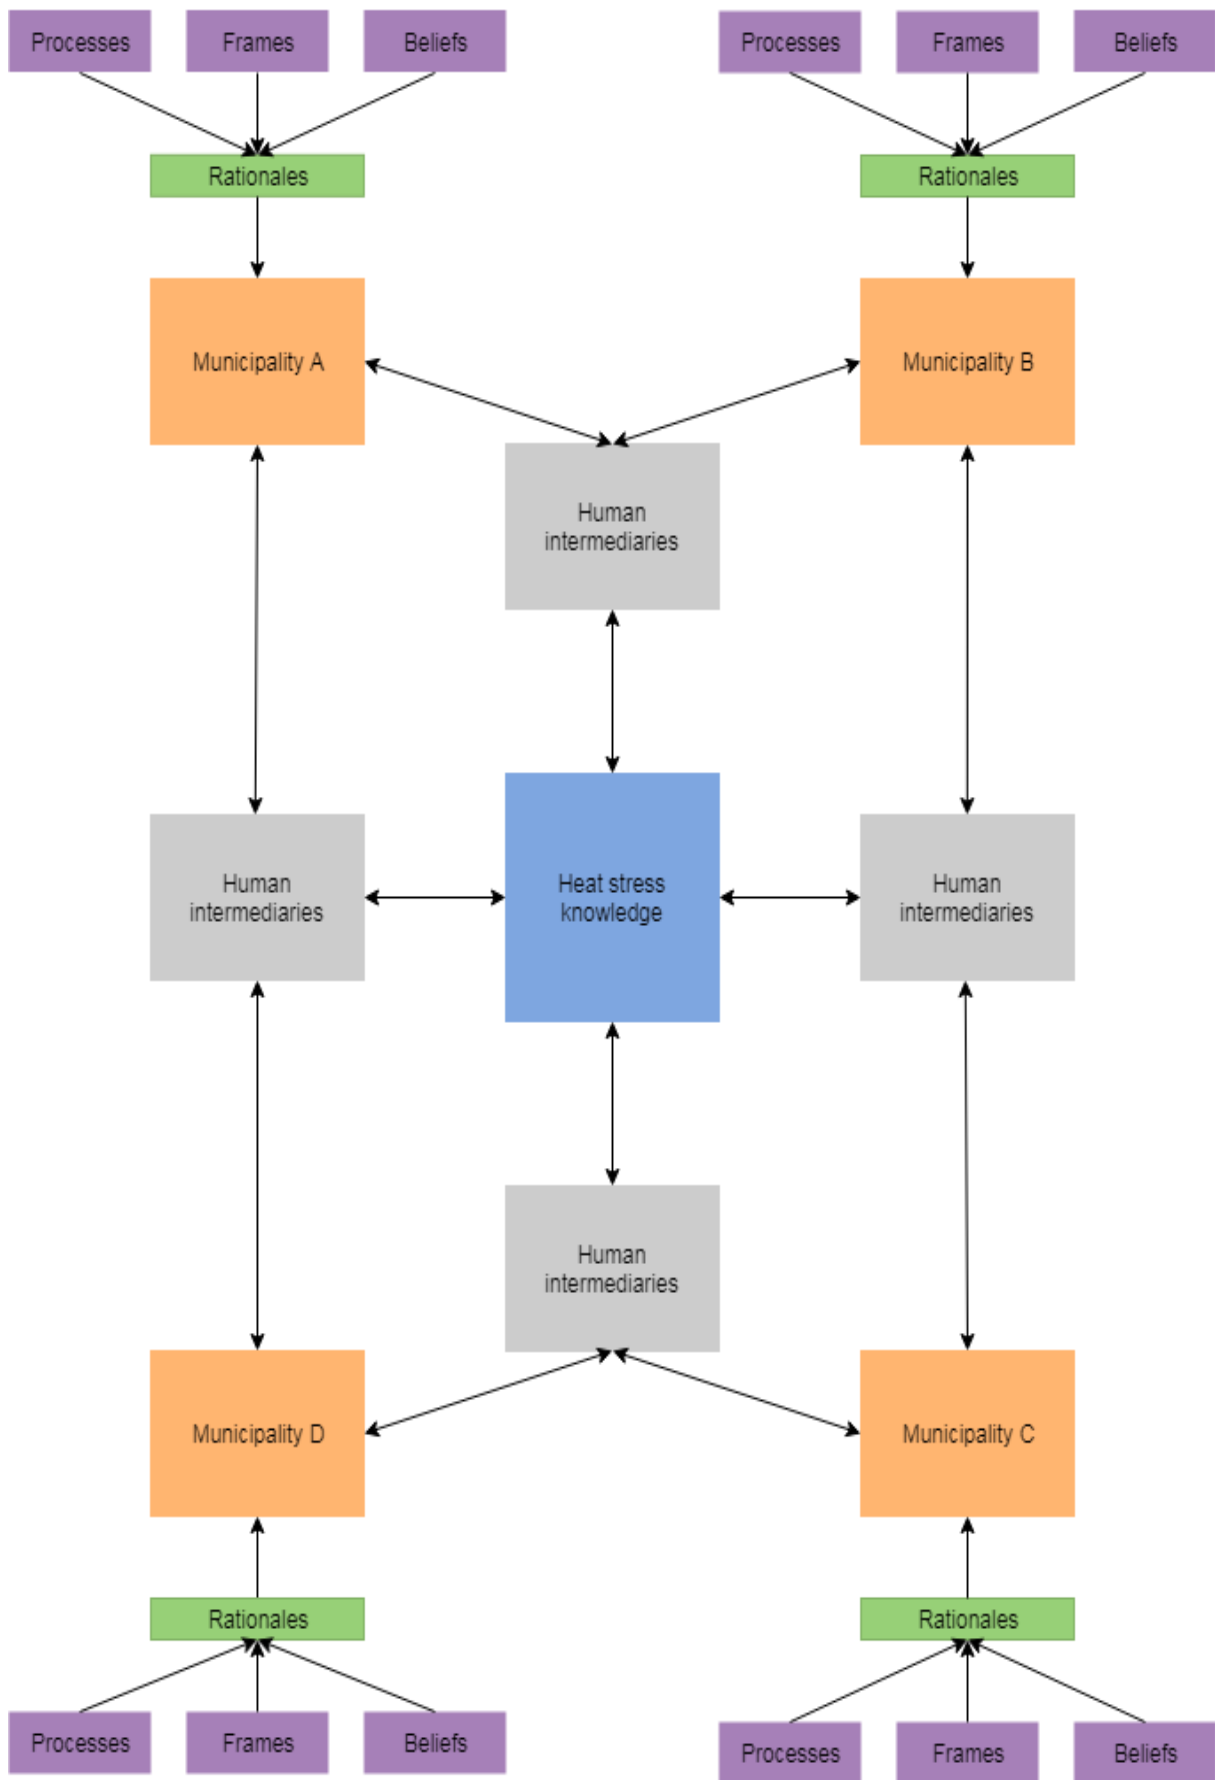 Processes
Frames
Beliefs
Processes
Frames
Beliefs
Rationales
Rationales
Municipality A
Municipality B
Human
intermediaries
Human
intermediaries
Heat stress
knowledge
Human
intermediaries
Human
intermediaries
Municipality D
Municipality C
Rationales
Rationales
Processes
Frames
Beliefs
Processes
Frames
Beliefs